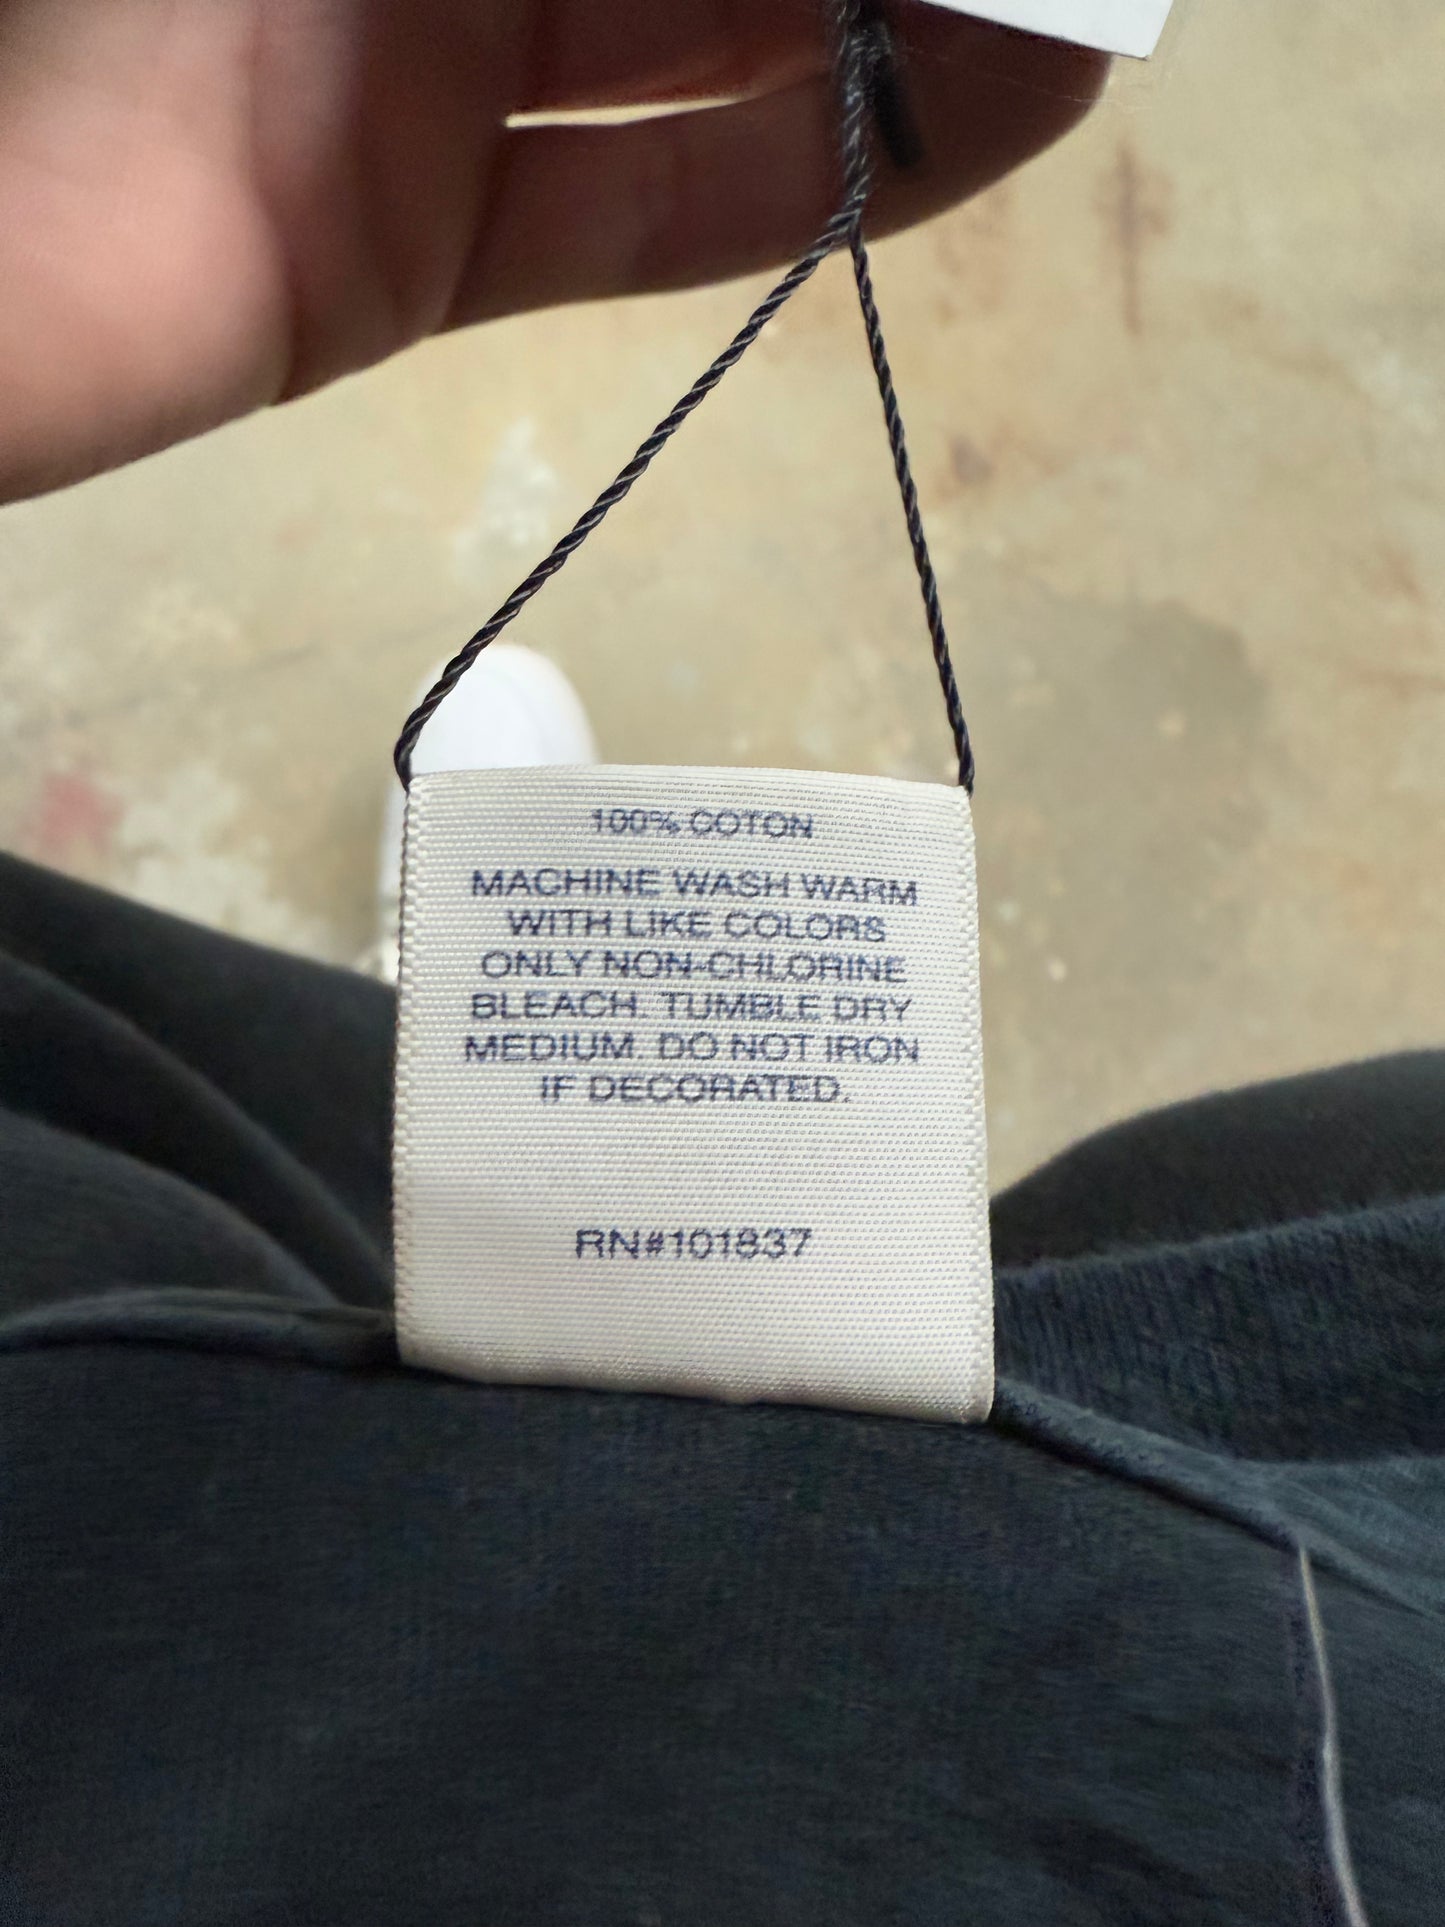 100% COTON
MACHINE WASH WARM
WITH LIKE COLORS
ONLY NON-CHLORINE
BLEACH. TUMBLE DRY
MEDIUM. DO NOT IRON
IF DECORATED.
RN#101837